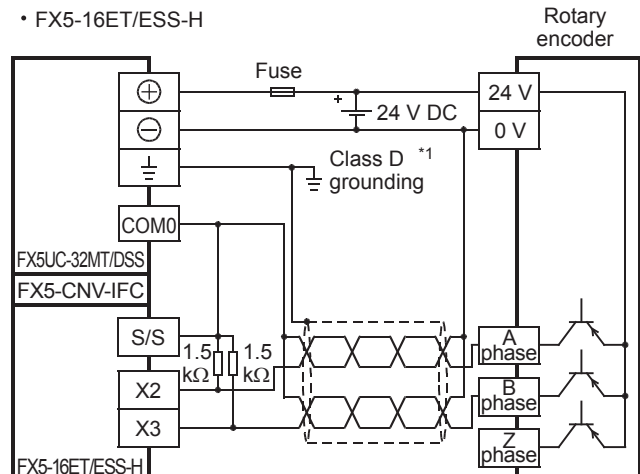 • FX5-16ET/ESS-H
Rotary
encoder
Fuse
⊕
24 V
+
24 V DC
⊖
0 V
Class D *1
grounding
COM0
FX5UC-32MT/DSS
FX5-CNV-IFC
S/S
1.5
kΩ
1.5
kΩ
A
phase
X2
B
phase
X3
Z
phase
FX5-16ET/ESS-H